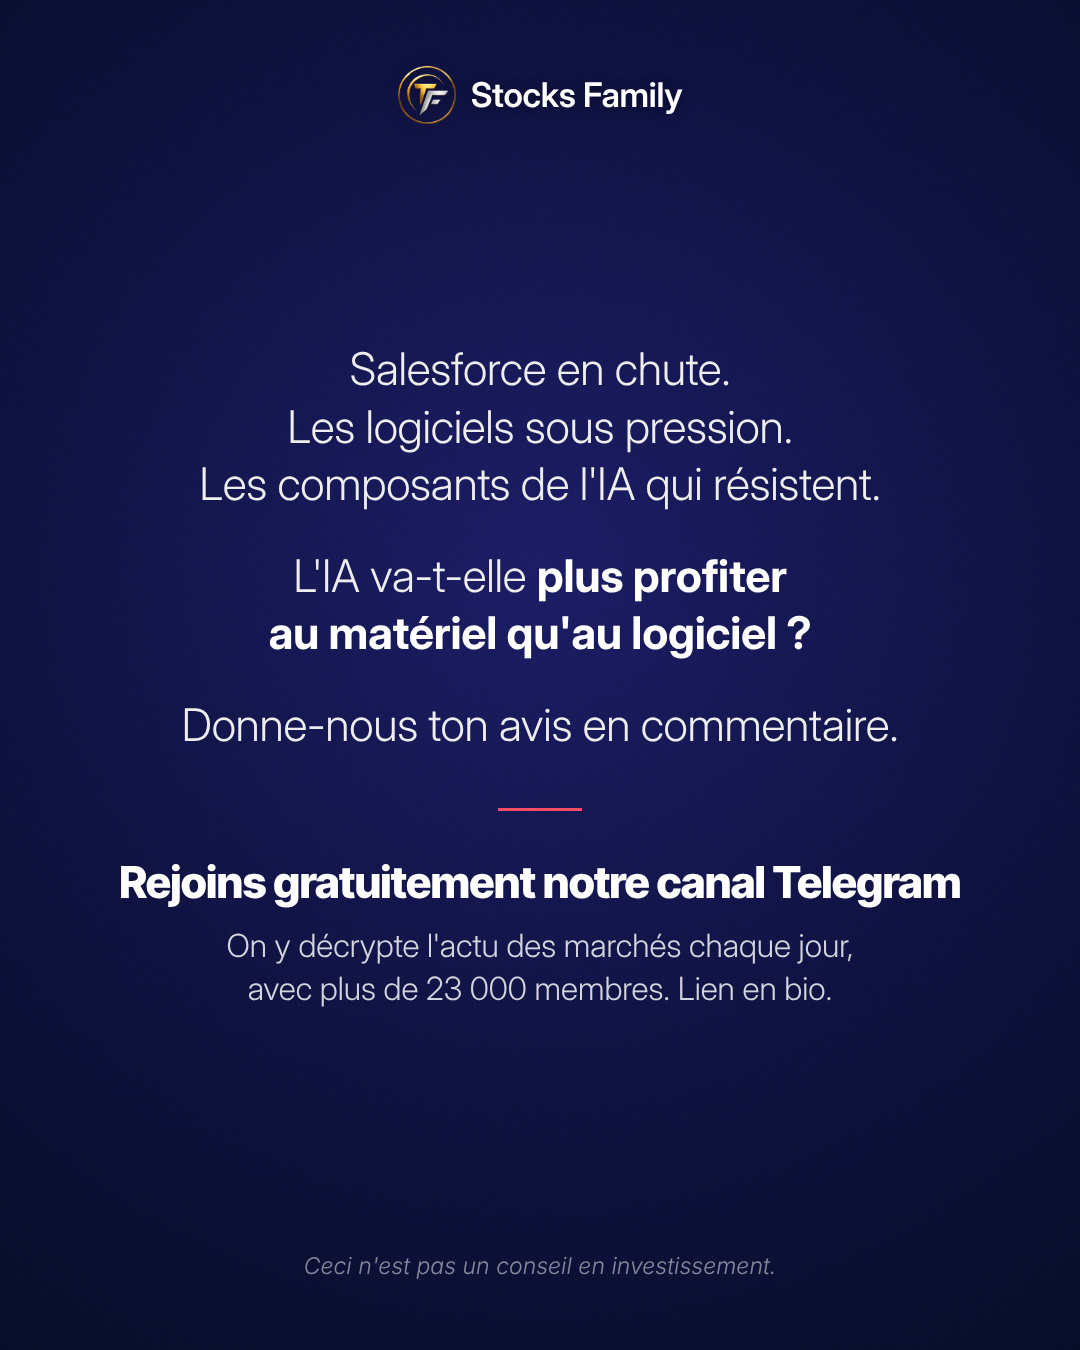 TF Stocks Family
Salesforce en chute.
Les logiciels sous pression.
Les composants de l'IA qui résistent.
L'IA va-t-elle plus profiter
au matériel qu'au logiciel ?
Donne-nous ton avis en commentaire.
Rejoins gratuitement notre canal Telegram
On y décrypte l'actu des marchés chaque jour,
avec plus de 23 000 membres. Lien en bio.
Ceci n'est pas un conseil en investissement.